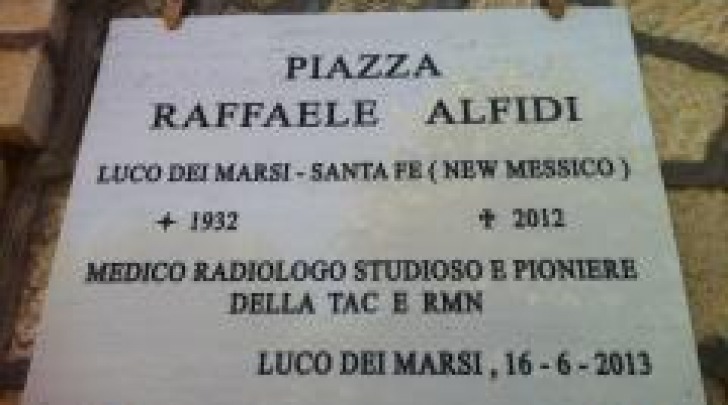 PIAZZA
RAFFAELE ALFIDI
LUCO DEI MARSI - SANTA FE ( NEW MESSICO )
✦ 1932 ✝ 2012
MEDICO RADIOLOGO STUDIOSO E PIONIERE
DELLA TAC E RMN
LUCO DEI MARSI , 16 - 6 - 2013